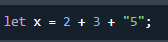 let x = 2 + 3 + "5";